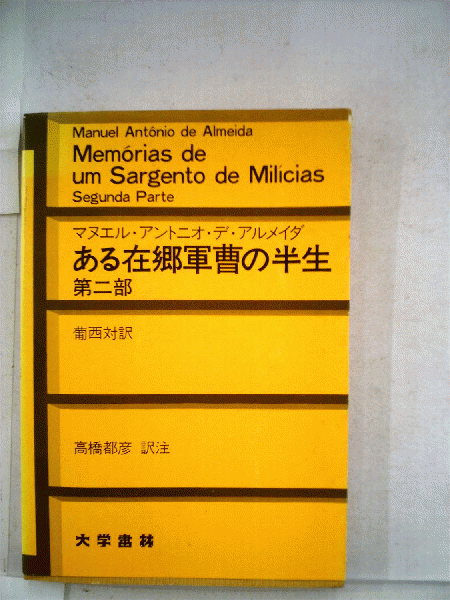 Manuel Antônio de Almeida
Memórias de
um Sargento de Milícias
Segunda Parte
マヌエル・アントニオ・デ・アルメイダ
ある在郷軍曹の半生
第二部
葡西対訳
高橋都彦 訳注
大学書林